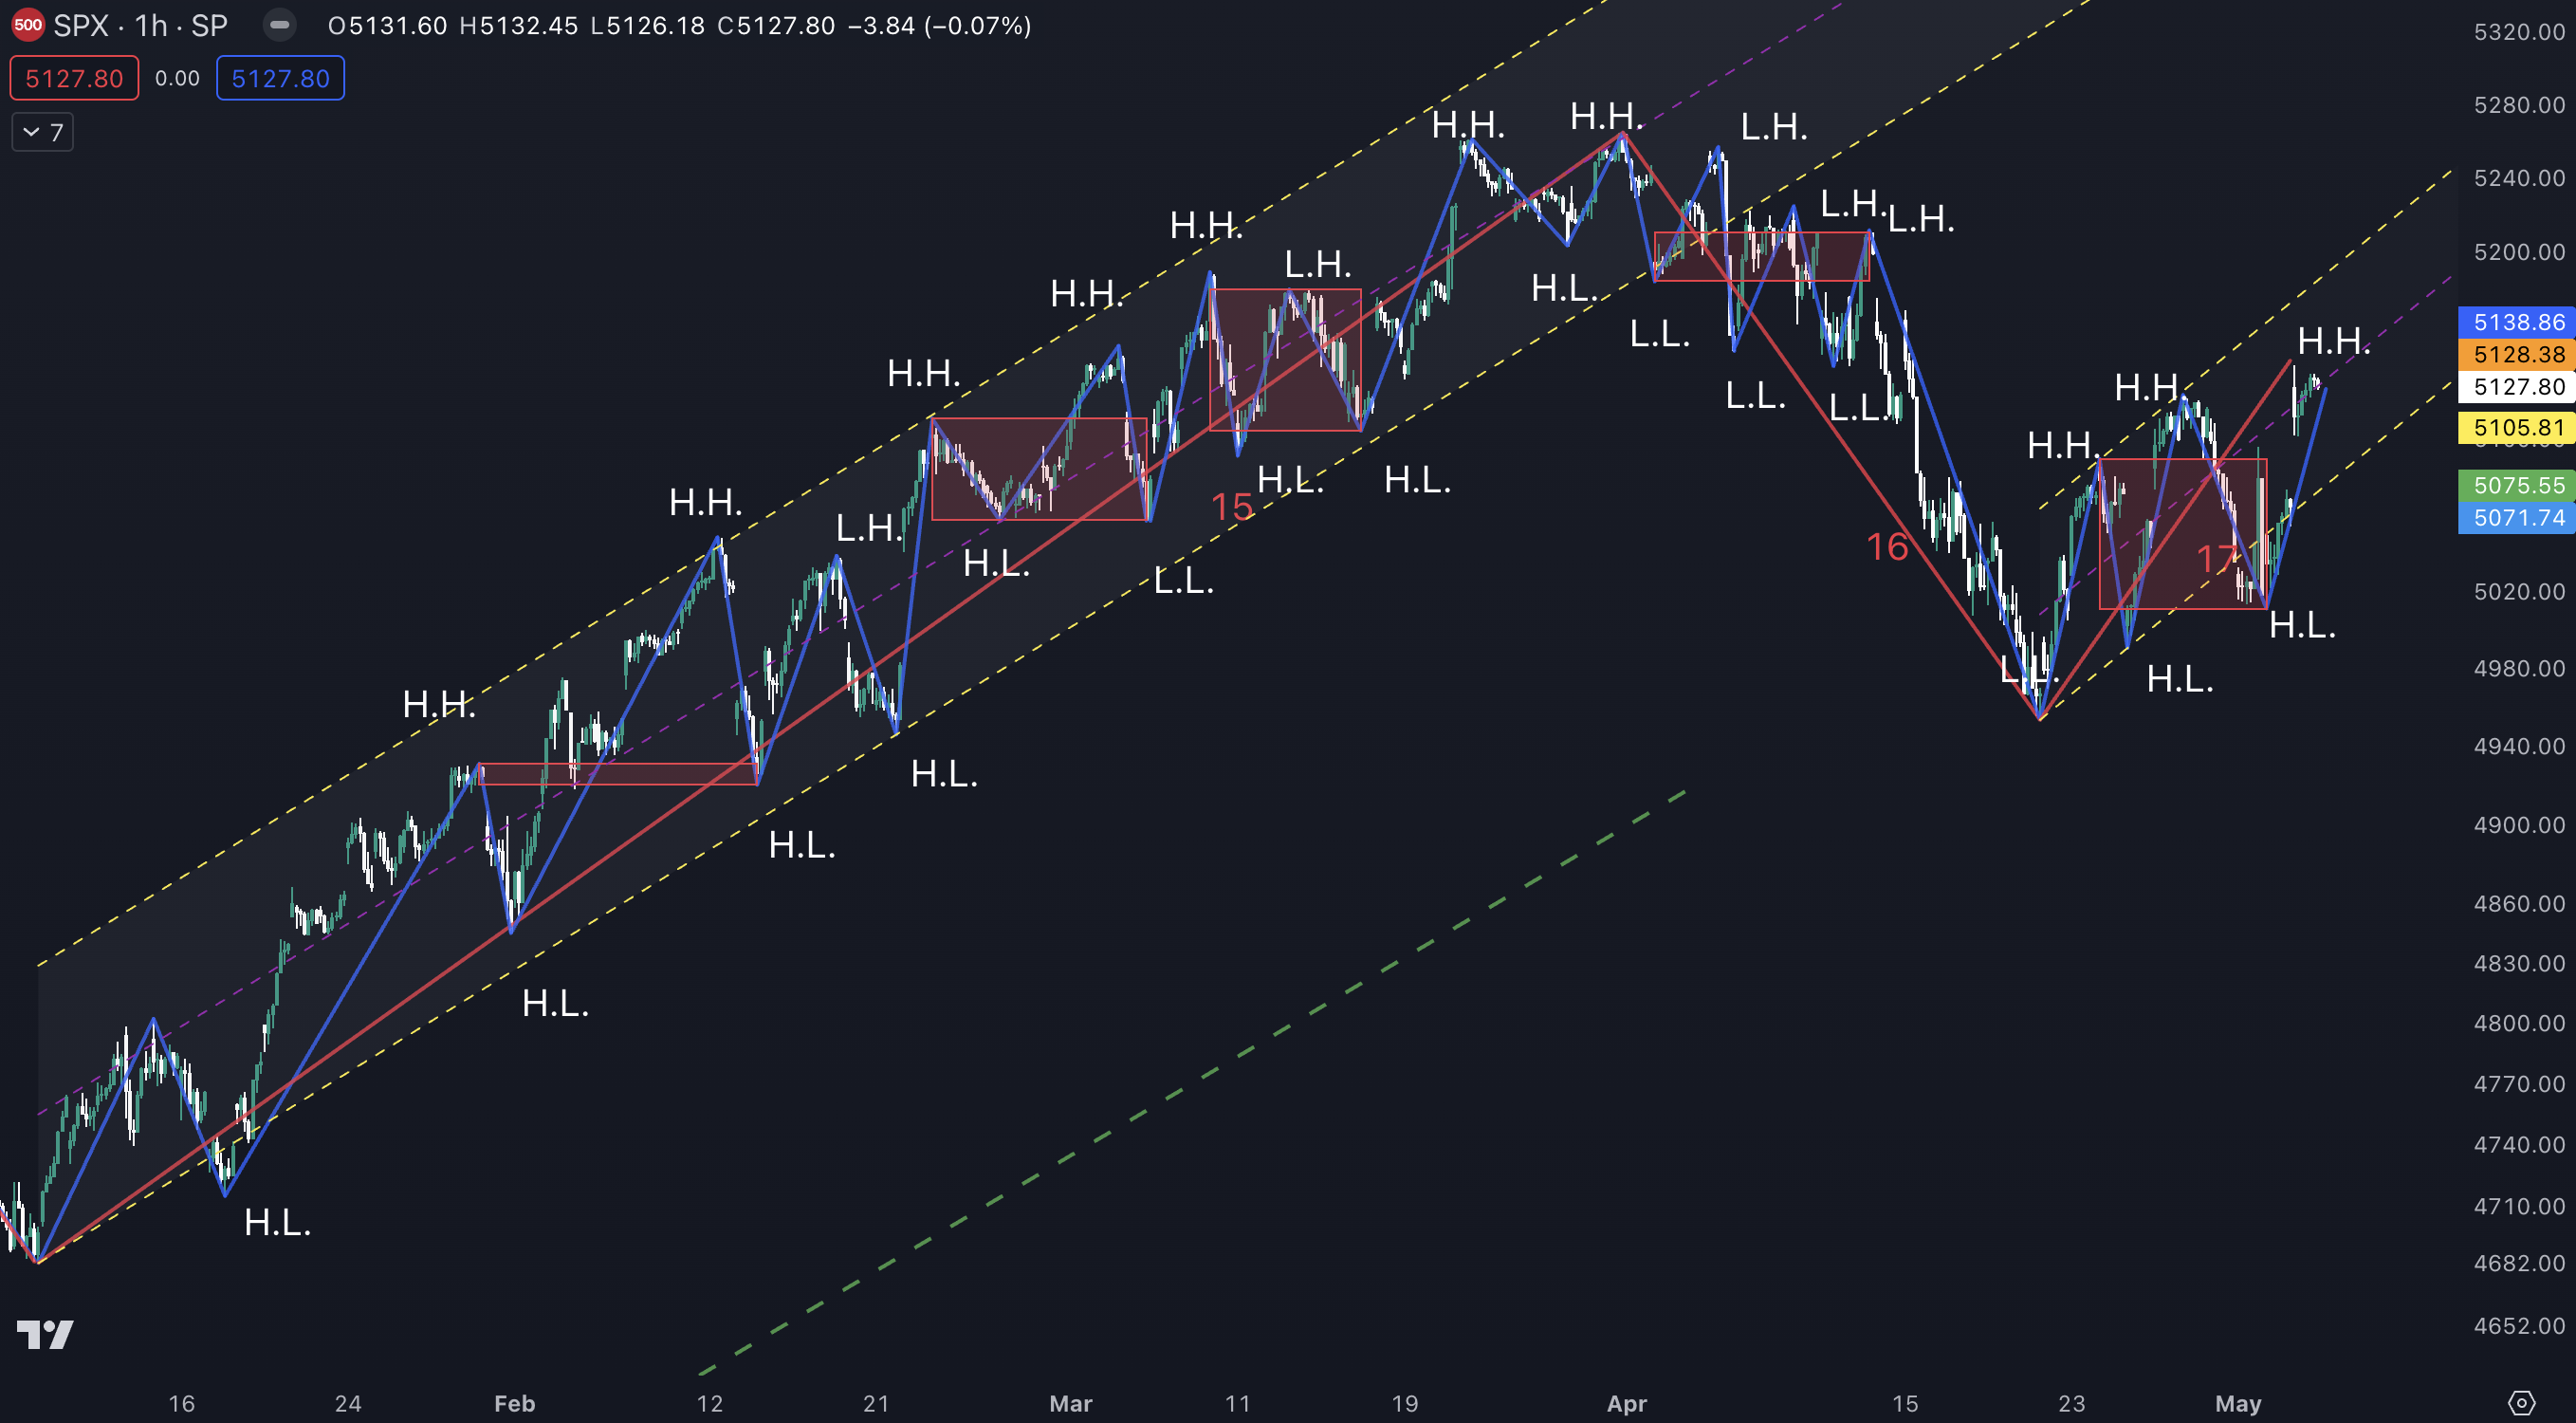 500 SPX · 1h · SP O5131.60 H5132.45 L5126.18 C5127.80 −3.84 (−0.07%)
5127.80 0.00 5127.80
7
5320.00
5280.00
5240.00
5200.00
5138.86
5128.38
5127.80
5105.81
5075.55
5071.74
5020.00
4980.00
4940.00
4900.00
4860.00
4830.00
4800.00
4770.00
4740.00
4710.00
4682.00
4652.00
H.L.
H.H.
H.L.
H.H.
H.L.
L.H.
H.L.
H.H.
H.L.
H.H.
L.L.
H.H.
15
H.L.
L.H.
H.L.
H.H.
H.L.
H.H.
L.L.
L.H.
L.L.
L.H.
L.L.
L.H.
16
L.L.
H.H.
H.L.
H.H.
17
H.L.
H.H.
16 24 Feb 12 21 Mar 11 19 Apr 15 23 May